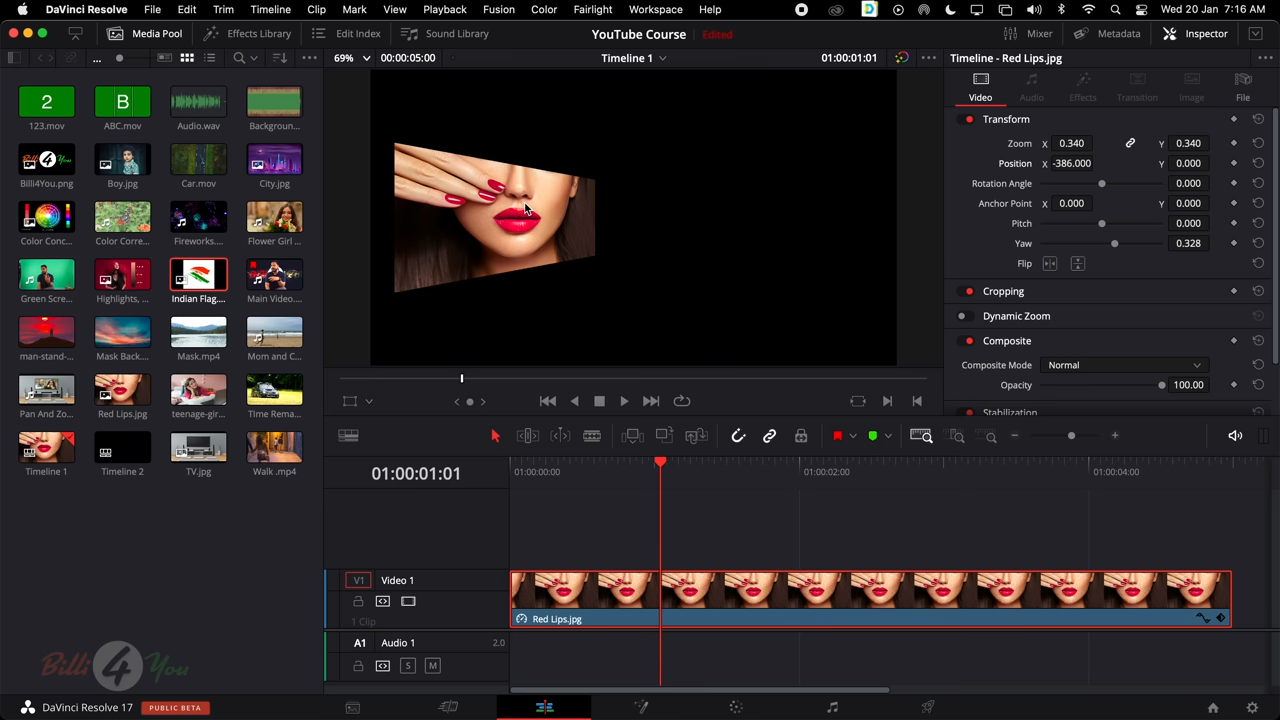 DaVinci Resolve File Edit Trim Timeline Clip Mark View Playback Fusion Color Fairlight Workspace Help Wed 20 Jan 7:16 AM
Media Pool Effects Library Edit Index Sound Library YouTube Course Edited Mixer Metadata Inspector
... 69% 00:00:05:00 Timeline 1 01:00:01:01 Timeline - Red Lips.jpg
Video Audio Effects Transition Image File
2 B
123.mov ABC.mov Audio.wav Backgroun...
Transform
Zoom X 0.340 Y 0.340
Position X -386.000 Y 0.000
Rotation Angle 0.000
Anchor Point X 0.000 Y 0.000
Pitch 0.000
Yaw 0.328
Flip
Cropping
Dynamic Zoom
Composite
Composite Mode Normal
Opacity 100.00
Stabilization
Billi4You
Billi4You.png Boy.jpg Car.mov City.jpg
Color Conc... Color Corre... Fireworks.... Flower Girl ...
Green Scre... Highlights, ... Indian Flag.... Main Video....
man-stand-... Mask Back.... Mask.mp4 Mom and C...
Pan And Zo... Red Lips.jpg teenage-gir... TIme Rema...
Timeline 1 Timeline 2 TV.jpg Walk .mp4
01:00:01:01 01:00:00:00 01:00:02:00 01:00:04:00
V1 Video 1
1 Clip
Red Lips.jpg
A1 Audio 1 2.0
S M
Billi4You
DaVinci Resolve 17 PUBLIC BETA